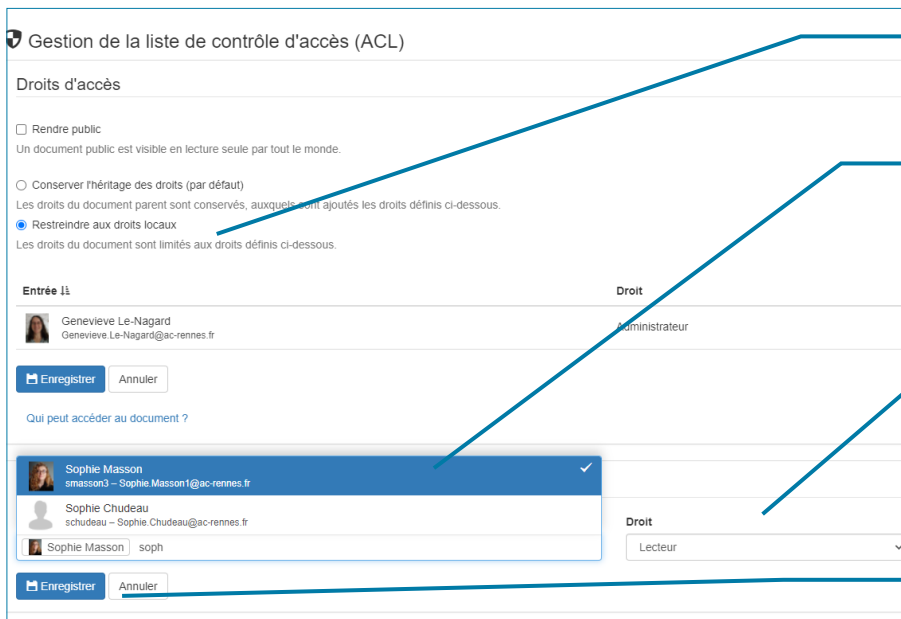 Gestion de la liste de contrôle d'accès (ACL)
Droits d'accès
Rendre public
Un document public est visible en lecture seule par tout le monde.
Conserver l'héritage des droits (par défaut)
Les droits du document parent sont conservés, auxquels sont ajoutés les droits définis ci-dessous.
Restreindre aux droits locaux
Les droits du document sont limités aux droits définis ci-dessous.
Entrée Droit
Genevieve Le-Nagard
Genevieve.Le-Nagard@ac-rennes.fr
Administrateur
Enregistrer Annuler
Qui peut accéder au document ?
Sophie Masson
smasson3 – Sophie.Masson1@ac-rennes.fr
Sophie Chudeau
schudeau – Sophie.Chudeau@ac-rennes.fr
Sophie Masson soph
Droit
Lecteur
Enregistrer Annuler